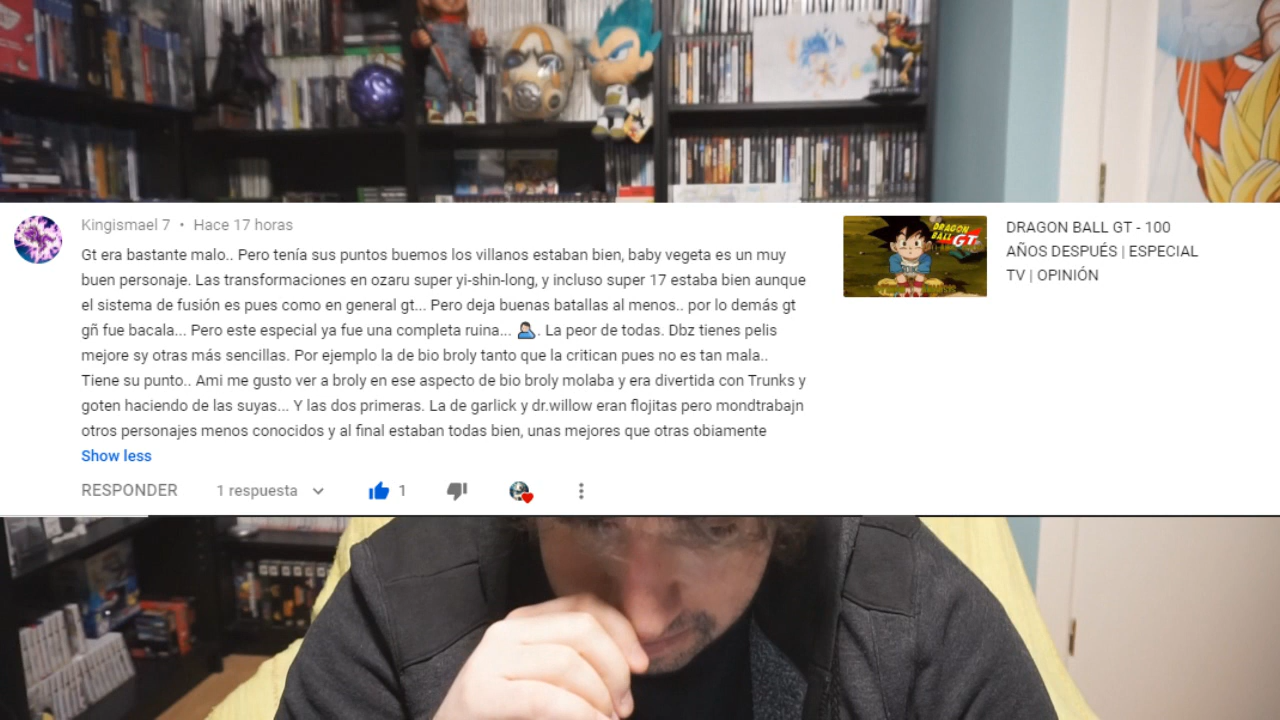 Kingismael 7 • Hace 17 horas
Gt era bastante malo.. Pero tenía sus puntos buemos los villanos estaban bien, baby vegeta es un muy
buen personaje. Las transformaciones en ozaru super yi-shin-long, y incluso super 17 estaba bien aunque
el sistema de fusión es pues como en general gt... Pero deja buenas batallas al menos.. por lo demás gt
gñ fue bacala... Pero este especial ya fue una completa ruina... 🤦‍♂️. La peor de todas. Dbz tienes pelis
mejore sy otras más sencillas. Por ejemplo la de bio broly tanto que la critican pues no es tan mala..
Tiene su punto.. Ami me gusto ver a broly en ese aspecto de bio broly molaba y era divertida con Trunks y
goten haciendo de las suyas... Y las dos primeras. La de garlick y dr.willow eran flojitas pero mondtrabajn
otros personajes menos conocidos y al final estaban todas bien, unas mejores que otras obiamente
Show less
RESPONDER 1 respuesta 1
DRAGON
BALL GT
DRAGON BALL GT - 100
AÑOS DESPUÉS | ESPECIAL
TV | OPINIÓN